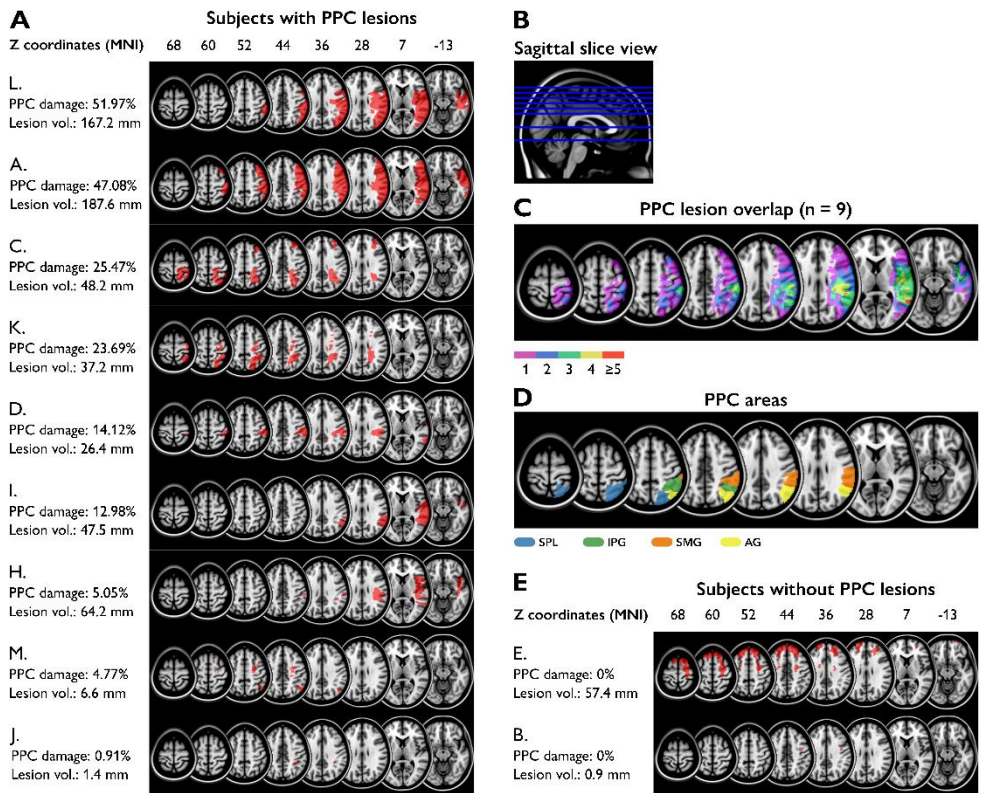 A
Subjects with PPC lesions
Z coordinates (MNI) 68 60 52 44 36 28 7 -13
L.
PPC damage: 51.97%
Lesion vol.: 167.2 mm
A.
PPC damage: 47.08%
Lesion vol.: 187.6 mm
C.
PPC damage: 25.47%
Lesion vol.: 48.2 mm
K.
PPC damage: 23.69%
Lesion vol.: 37.2 mm
D.
PPC damage: 14.12%
Lesion vol.: 26.4 mm
I.
PPC damage: 12.98%
Lesion vol.: 47.5 mm
H.
PPC damage: 5.05%
Lesion vol.: 64.2 mm
M.
PPC damage: 4.77%
Lesion vol.: 6.6 mm
J.
PPC damage: 0.91%
Lesion vol.: 1.4 mm
B
Sagittal slice view
C
PPC lesion overlap (n = 9)
1 2 3 4 ≥5
D
PPC areas
SPL IPG SMG AG
E
Subjects without PPC lesions
Z coordinates (MNI) 68 60 52 44 36 28 7 -13
E.
PPC damage: 0%
Lesion vol.: 57.4 mm
B.
PPC damage: 0%
Lesion vol.: 0.9 mm